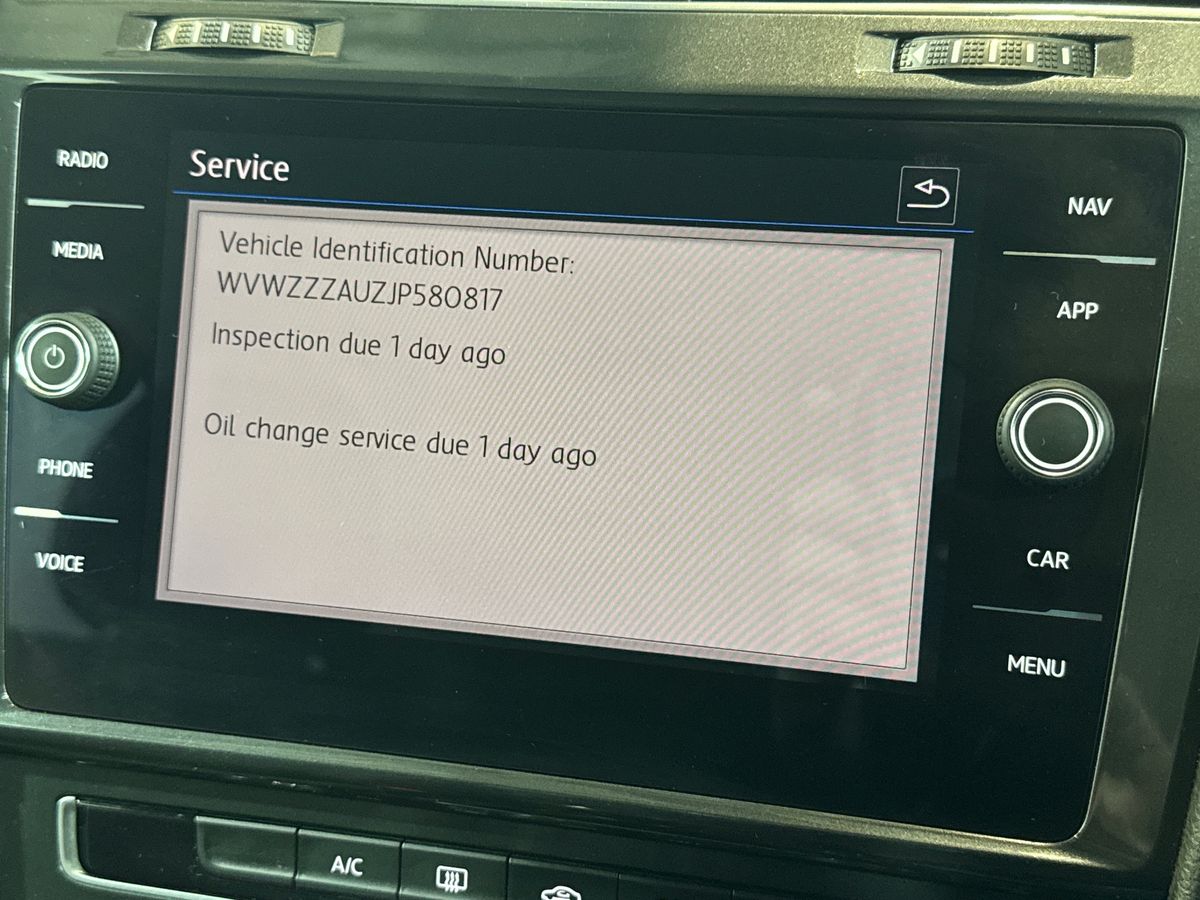 RADIO
MEDIA
PHONE
VOICE
Service
Vehicle Identification Number:
WVWZZZAUZJP580817
Inspection due 1 day ago
Oil change service due 1 day ago
NAV
APP
CAR
MENU
A/C